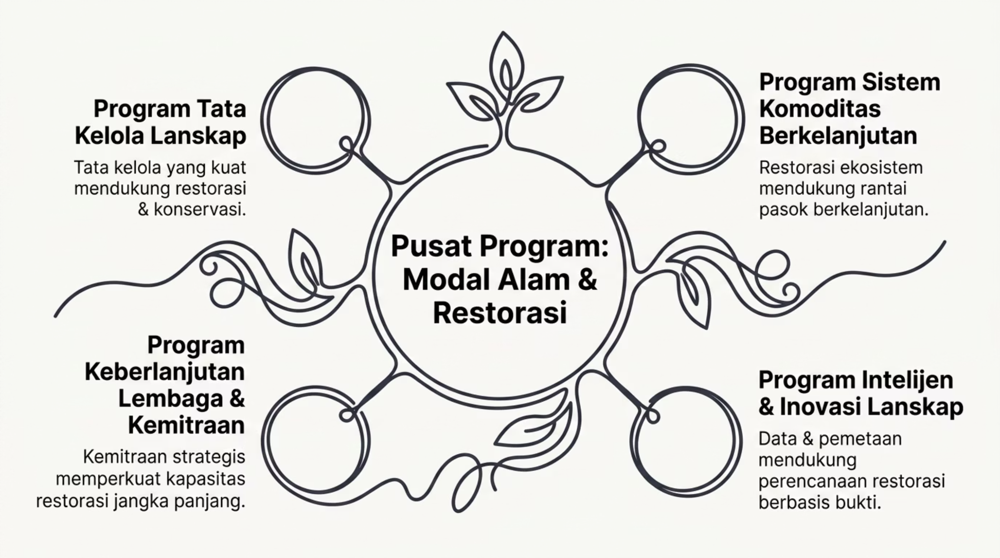 Program Tata
Kelola Lanskap
Tata kelola yang kuat
mendukung restorasi
& konservasi.
Program Sistem
Komoditas
Berkelanjutan
Restorasi ekosistem
mendukung rantai
pasok berkelanjutan.
Pusat Program:
Modal Alam &
Restorasi
Program
Keberlanjutan
Lembaga &
Kemitraan
Kemitraan strategis
memperkuat kapasitas
restorasi jangka panjang.
Program Intelijen
& Inovasi Lanskap
Data & pemetaan
mendukung
perencanaan restorasi
berbasis bukti.